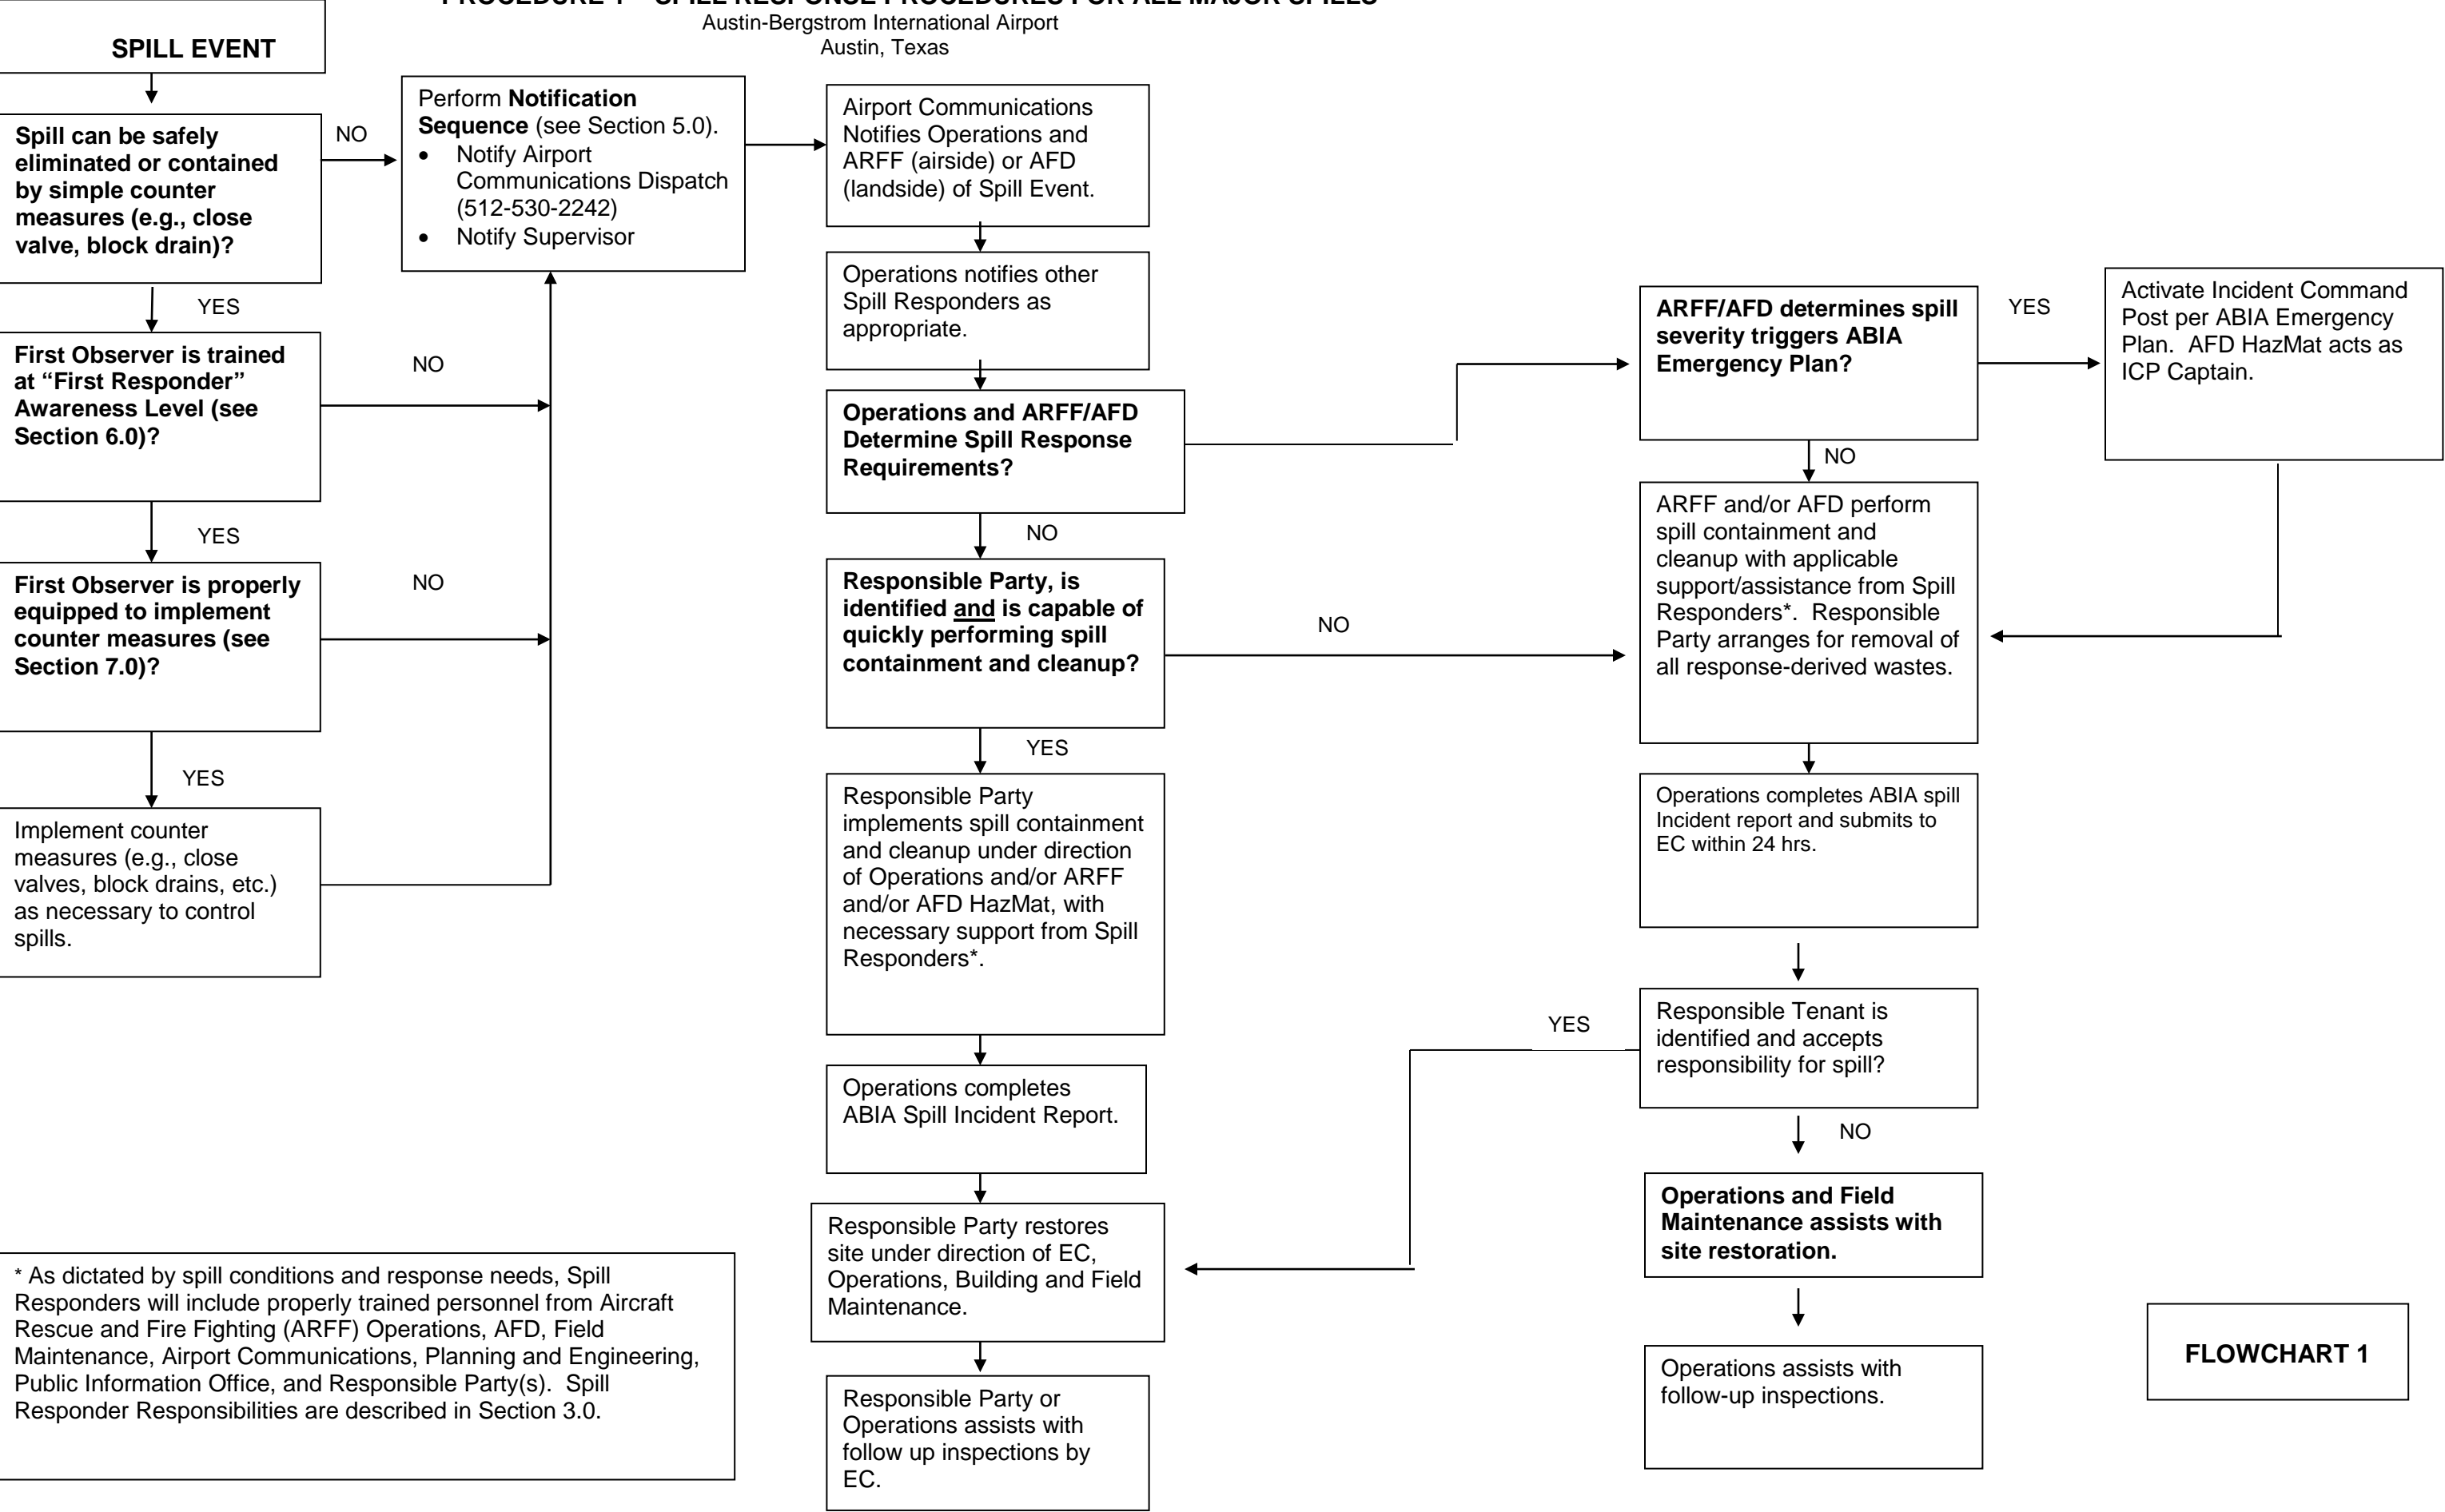 PROCEDURE 1 – SPILL RESPONSE PROCEDURES FOR ALL MAJOR SPILLS
Austin-Bergstrom International Airport
Austin, Texas
SPILL EVENT
Spill can be safely
eliminated or contained
by simple counter
measures (e.g., close
valve, block drain)?
NO
YES
First Observer is trained
at “First Responder”
Awareness Level (see
Section 6.0)?
NO
YES
First Observer is properly
equipped to implement
counter measures (see
Section 7.0)?
NO
YES
Implement counter
measures (e.g., close
valves, block drains, etc.)
as necessary to control
spills.
Perform Notification
Sequence (see Section 5.0).
• Notify Airport
Communications Dispatch
(512-530-2242)
• Notify Supervisor
Airport Communications
Notifies Operations and
ARFF (airside) or AFD
(landside) of Spill Event.
Operations notifies other
Spill Responders as
appropriate.
Operations and ARFF/AFD
Determine Spill Response
Requirements?
NO
Responsible Party, is
identified and is capable of
quickly performing spill
containment and cleanup?
NO
YES
Responsible Party
implements spill containment
and cleanup under direction
of Operations and/or ARFF
and/or AFD HazMat, with
necessary support from Spill
Responders*.
Operations completes
ABIA Spill Incident Report.
Responsible Party restores
site under direction of EC,
Operations, Building and Field
Maintenance.
Responsible Party or
Operations assists with
follow up inspections by
EC.
ARFF/AFD determines spill
severity triggers ABIA
Emergency Plan?
YES
Activate Incident Command
Post per ABIA Emergency
Plan. AFD HazMat acts as
ICP Captain.
NO
ARFF and/or AFD perform
spill containment and
cleanup with applicable
support/assistance from Spill
Responders*. Responsible
Party arranges for removal of
all response-derived wastes.
Operations completes ABIA spill
Incident report and submits to
EC within 24 hrs.
Responsible Tenant is
identified and accepts
responsibility for spill?
YES
NO
Operations and Field
Maintenance assists with
site restoration.
Operations assists with
follow-up inspections.
* As dictated by spill conditions and response needs, Spill
Responders will include properly trained personnel from Aircraft
Rescue and Fire Fighting (ARFF) Operations, AFD, Field
Maintenance, Airport Communications, Planning and Engineering,
Public Information Office, and Responsible Party(s). Spill
Responder Responsibilities are described in Section 3.0.
FLOWCHART 1